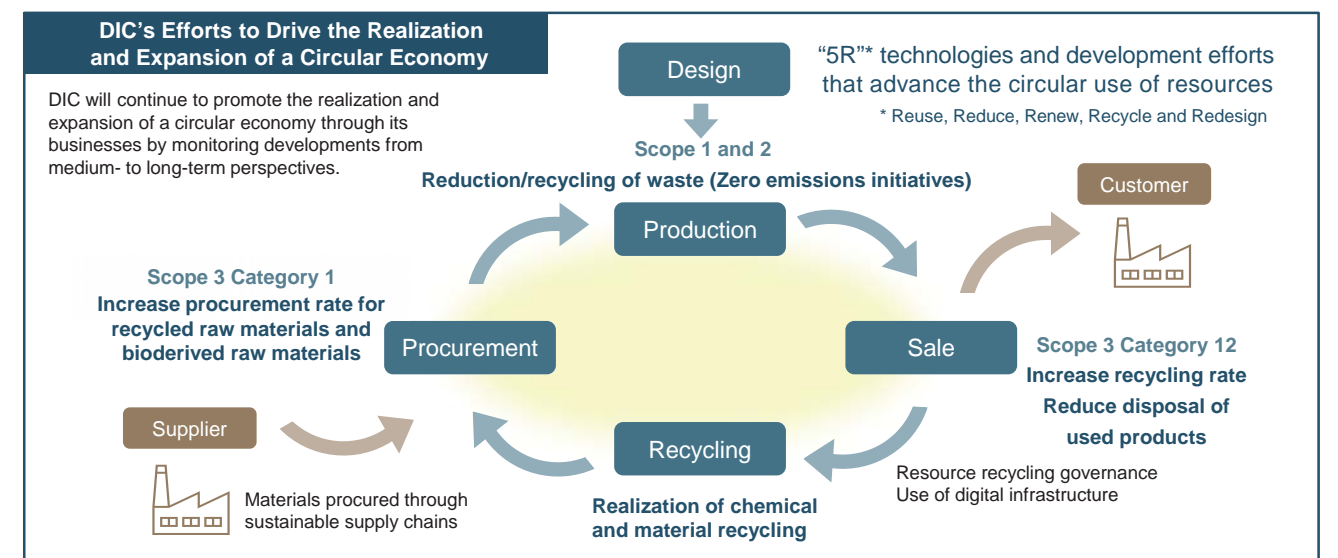 DIC's Efforts to Drive the Realization
and Expansion of a Circular Economy
DIC will continue to promote the realization and
expansion of a circular economy through its
businesses by monitoring developments from
medium- to long-term perspectives.
Design
“5R”* technologies and development efforts
that advance the circular use of resources
* Reuse, Reduce, Renew, Recycle and Redesign
Scope 1 and 2
Reduction/recycling of waste (Zero emissions initiatives)
Production
Customer
Scope 3 Category 1
Increase procurement rate for
recycled raw materials and
bioderived raw materials
Procurement
Sale
Scope 3 Category 12
Increase recycling rate
Reduce disposal of
used products
Supplier
Materials procured through
sustainable supply chains
Recycling
Realization of chemical
and material recycling
Resource recycling governance
Use of digital infrastructure